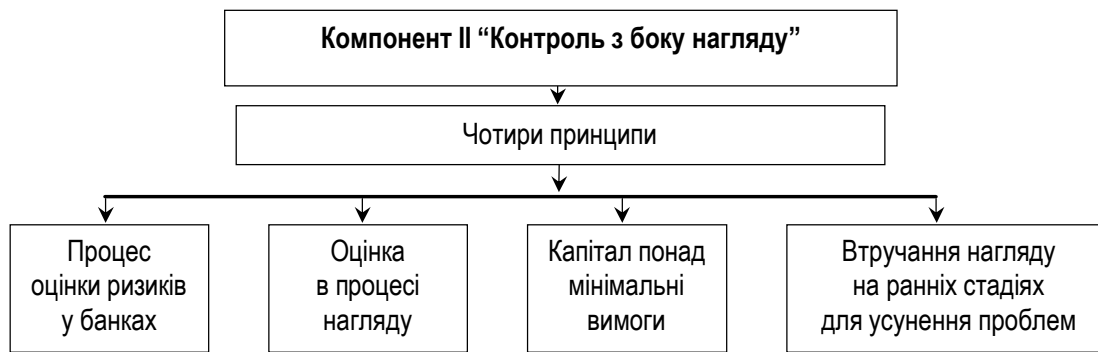 Компонент II “Контроль з боку нагляду”
Чотири принципи
Процес
оцінки ризиків
у банках
Оцінка
в процесі
нагляду
Капітал понад
мінімальні
вимоги
Втручання нагляду
на ранніх стадіях
для усунення проблем